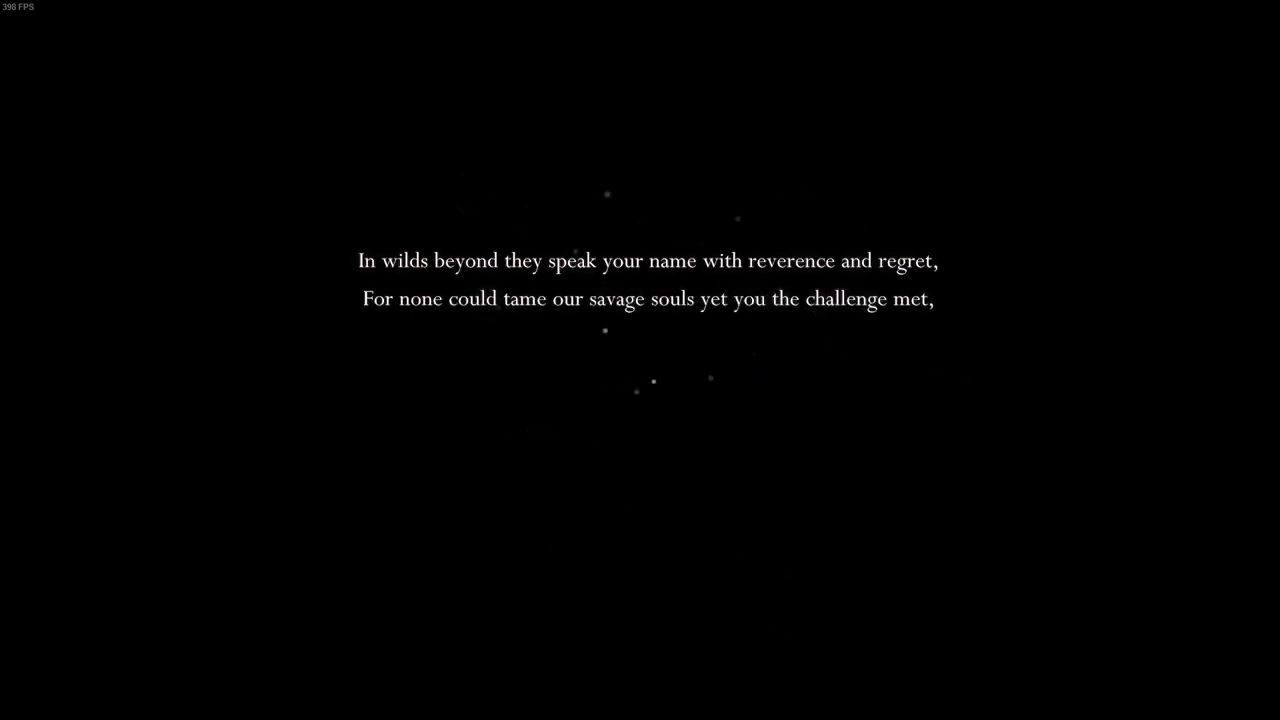 398 FPS
In wilds beyond they speak your name with reverence and regret,
For none could tame our savage souls yet you the challenge met,